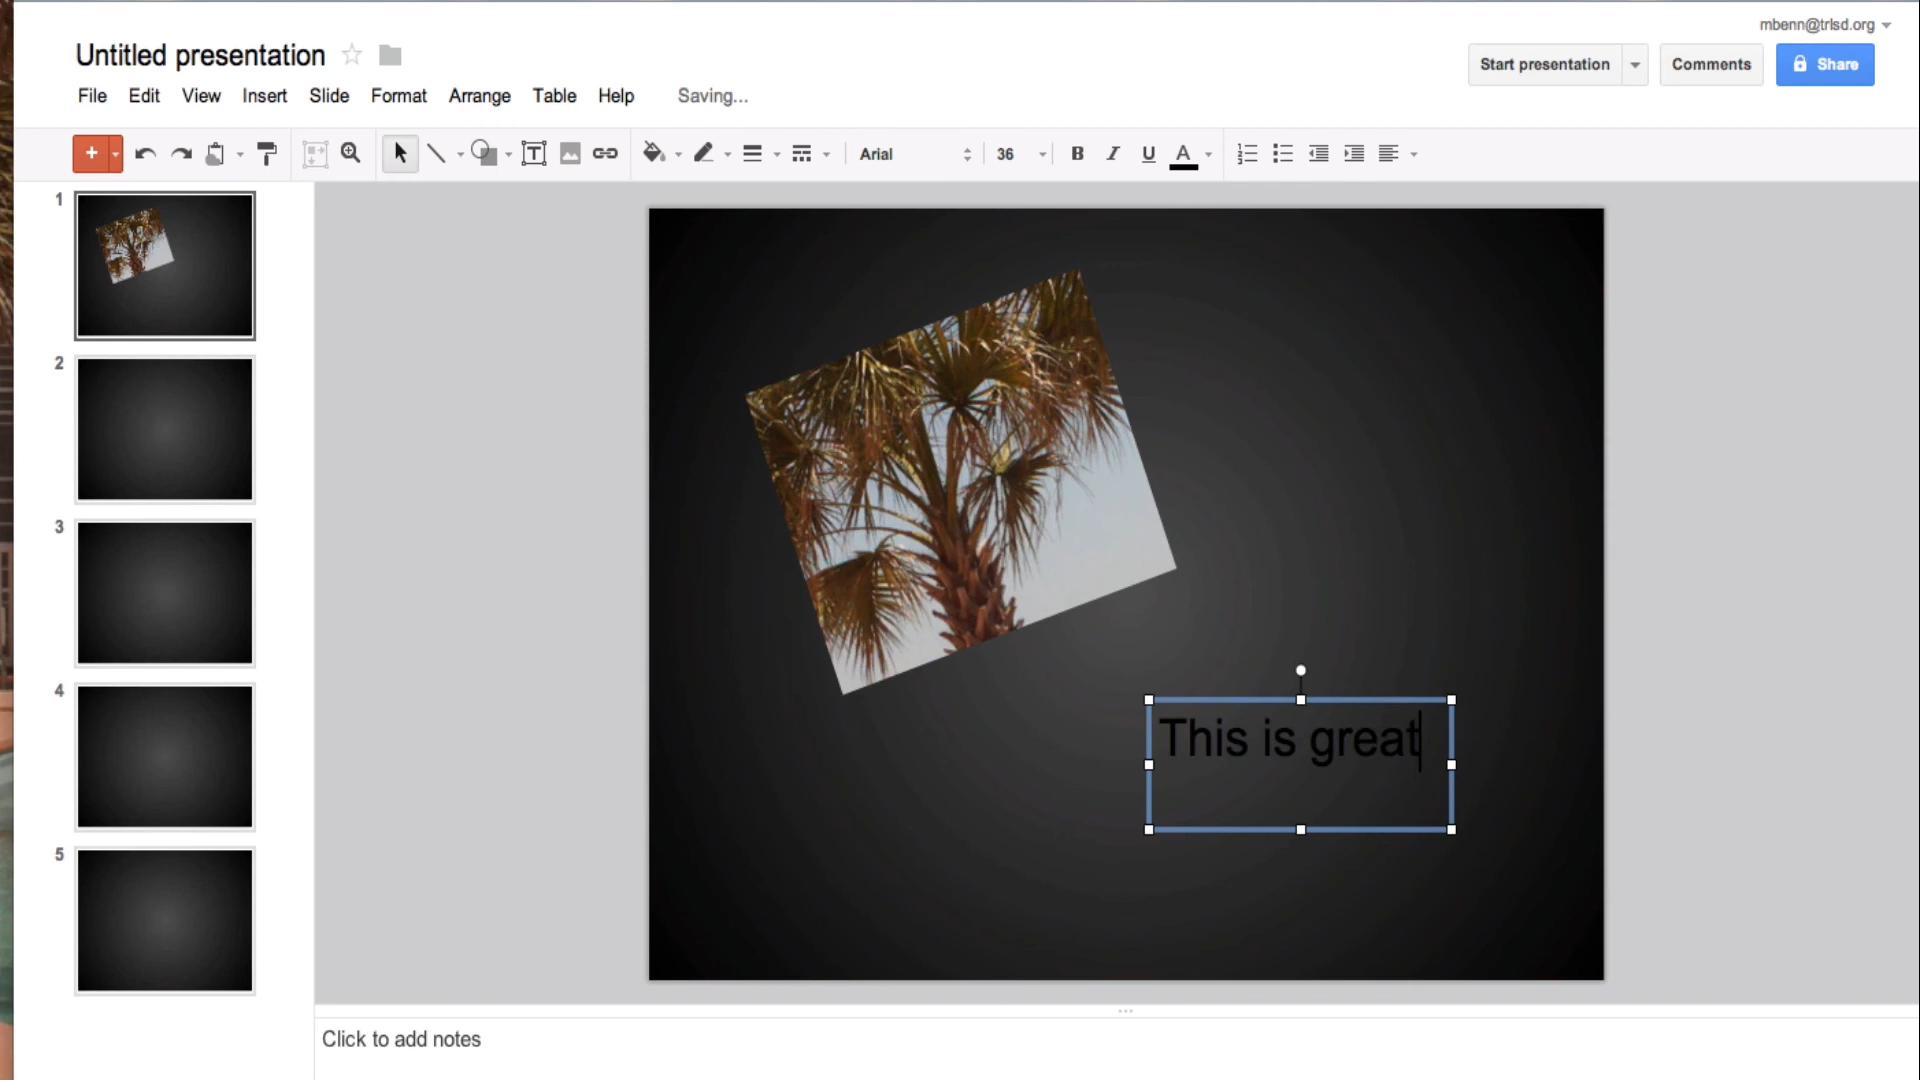 mbenn@trlsd.org
Untitled presentation
Start presentation
Comments
Share
File Edit View Insert Slide Format Arrange Table Help Saving...
Arial 36 B I U A
1
2
3
4
5
This is great
Click to add notes